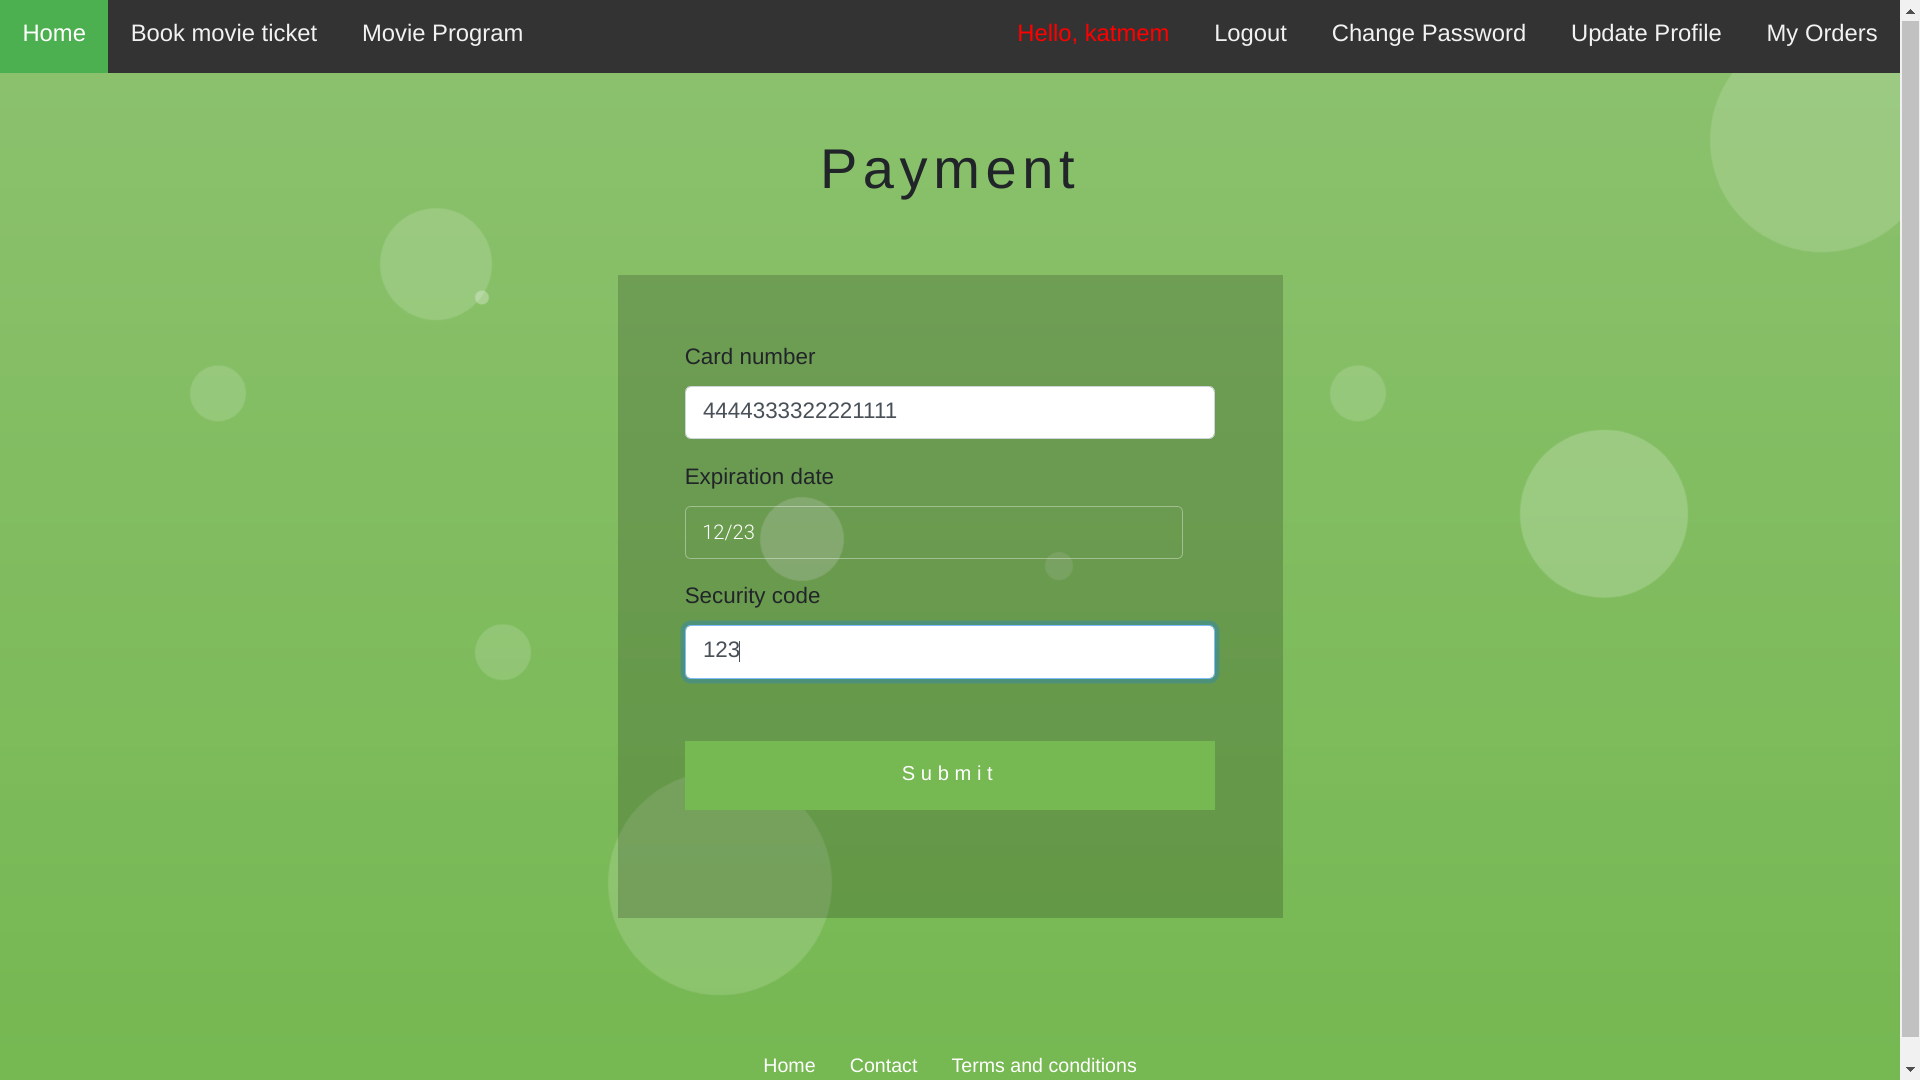 Home Book movie ticket Movie Program Hello, katmem Logout Change Password Update Profile My Orders
Payment
Card number
4444333322221111
Expiration date
12/23
Security code
123
Submit
Home Contact Terms and conditions